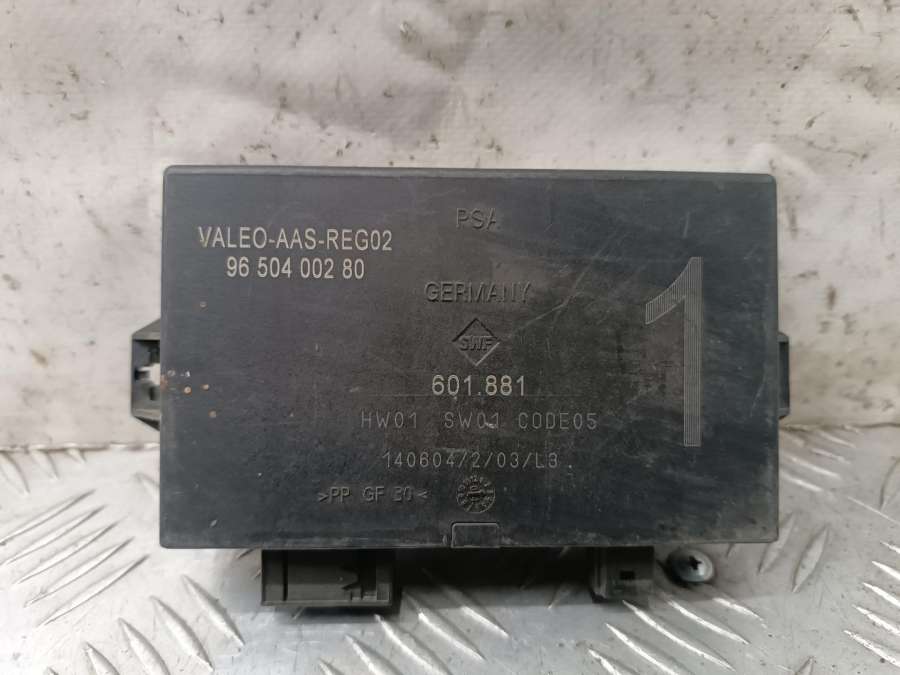 PSA
VALEO-AAS-REG02
96 504 002 80
GERMANY
SWF
601.881
HW01 SW01 CODE05
140604/2/03/L3
>PP GF 30<
1